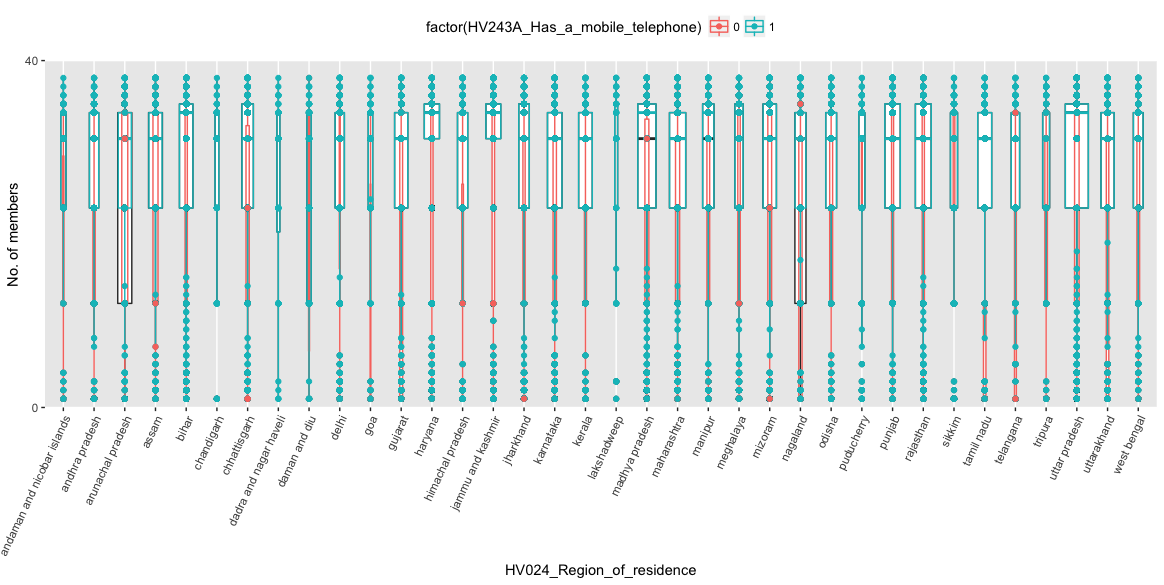 factor(HV243A_Has_a_mobile_telephone) 0 1
40
No. of members
0
andaman and nicobar islands
andhra pradesh
arunachal pradesh
assam
bihar
chandigarh
chhattisgarh
dadra and nagar haveli
daman and diu
delhi
goa
gujarat
haryana
himachal pradesh
jammu and kashmir
jharkhand
karnataka
kerala
lakshadweep
madhya pradesh
maharashtra
manipur
meghalaya
mizoram
nagaland
odisha
puducherry
punjab
rajasthan
sikkim
tamil nadu
telangana
tripura
uttar pradesh
uttarakhand
west bengal
HV024_Region_of_residence